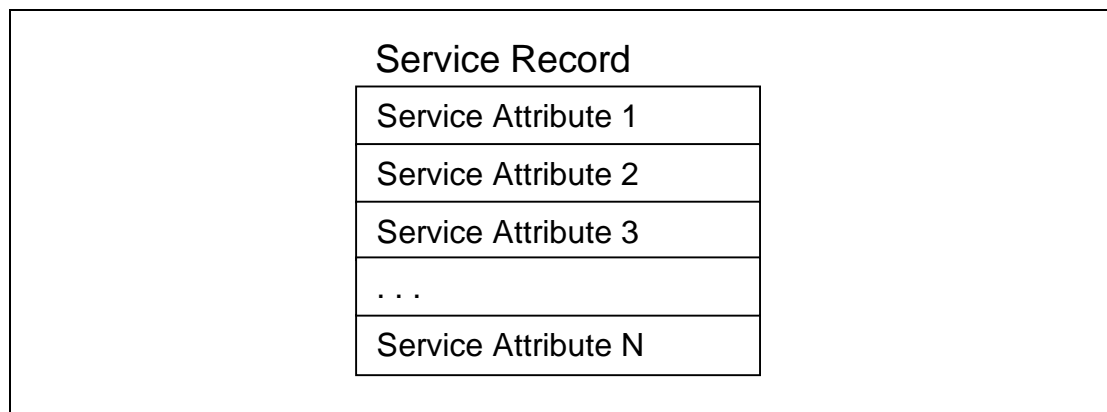 Service Record
Service Attribute 1
Service Attribute 2
Service Attribute 3
. . .
Service Attribute N